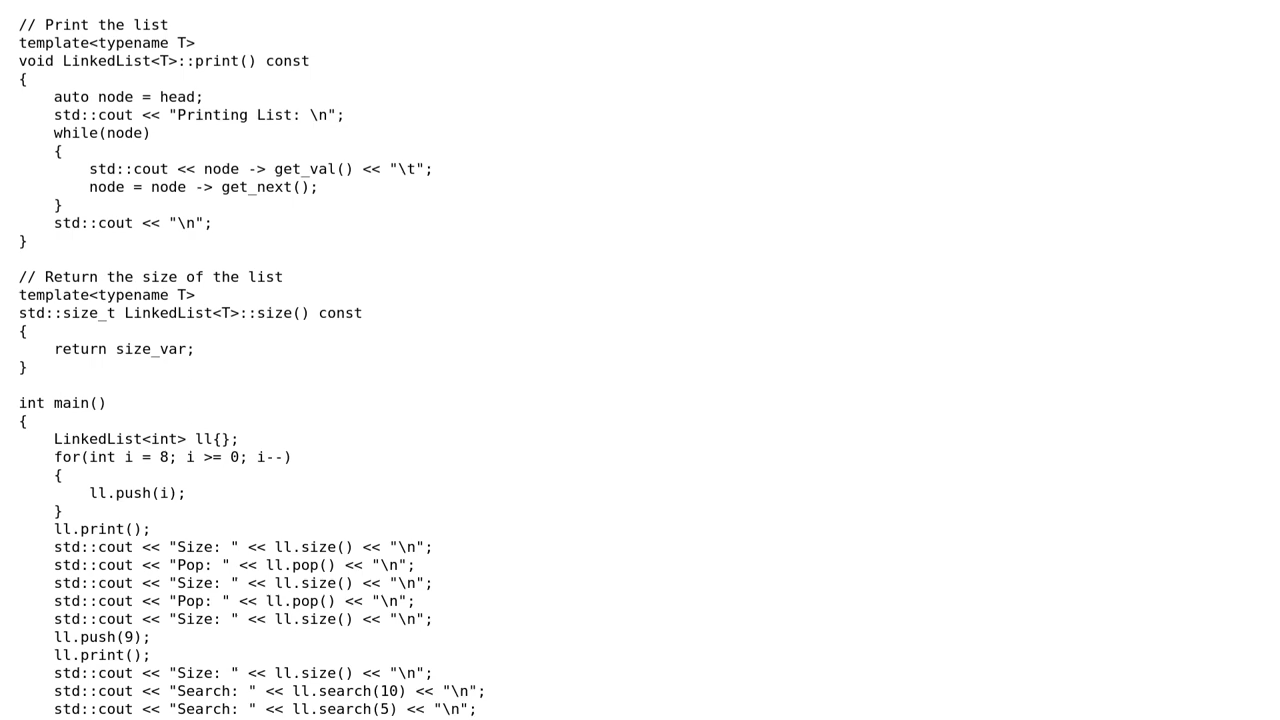 // Print the list
template<typename T>
void LinkedList<T>::print() const
{
    auto node = head;
    std::cout << "Printing List: \n";
    while(node)
    {
        std::cout << node -> get_val() << "\t";
        node = node -> get_next();
    }
    std::cout << "\n";
}

// Return the size of the list
template<typename T>
std::size_t LinkedList<T>::size() const
{
    return size_var;
}

int main()
{
    LinkedList<int> ll{};
    for(int i = 8; i >= 0; i--)
    {
        ll.push(i);
    }
    ll.print();
    std::cout << "Size: " << ll.size() << "\n";
    std::cout << "Pop: " << ll.pop() << "\n";
    std::cout << "Size: " << ll.size() << "\n";
    std::cout << "Pop: " << ll.pop() << "\n";
    std::cout << "Size: " << ll.size() << "\n";
    ll.push(9);
    ll.print();
    std::cout << "Size: " << ll.size() << "\n";
    std::cout << "Search: " << ll.search(10) << "\n";
    std::cout << "Search: " << ll.search(5) << "\n";